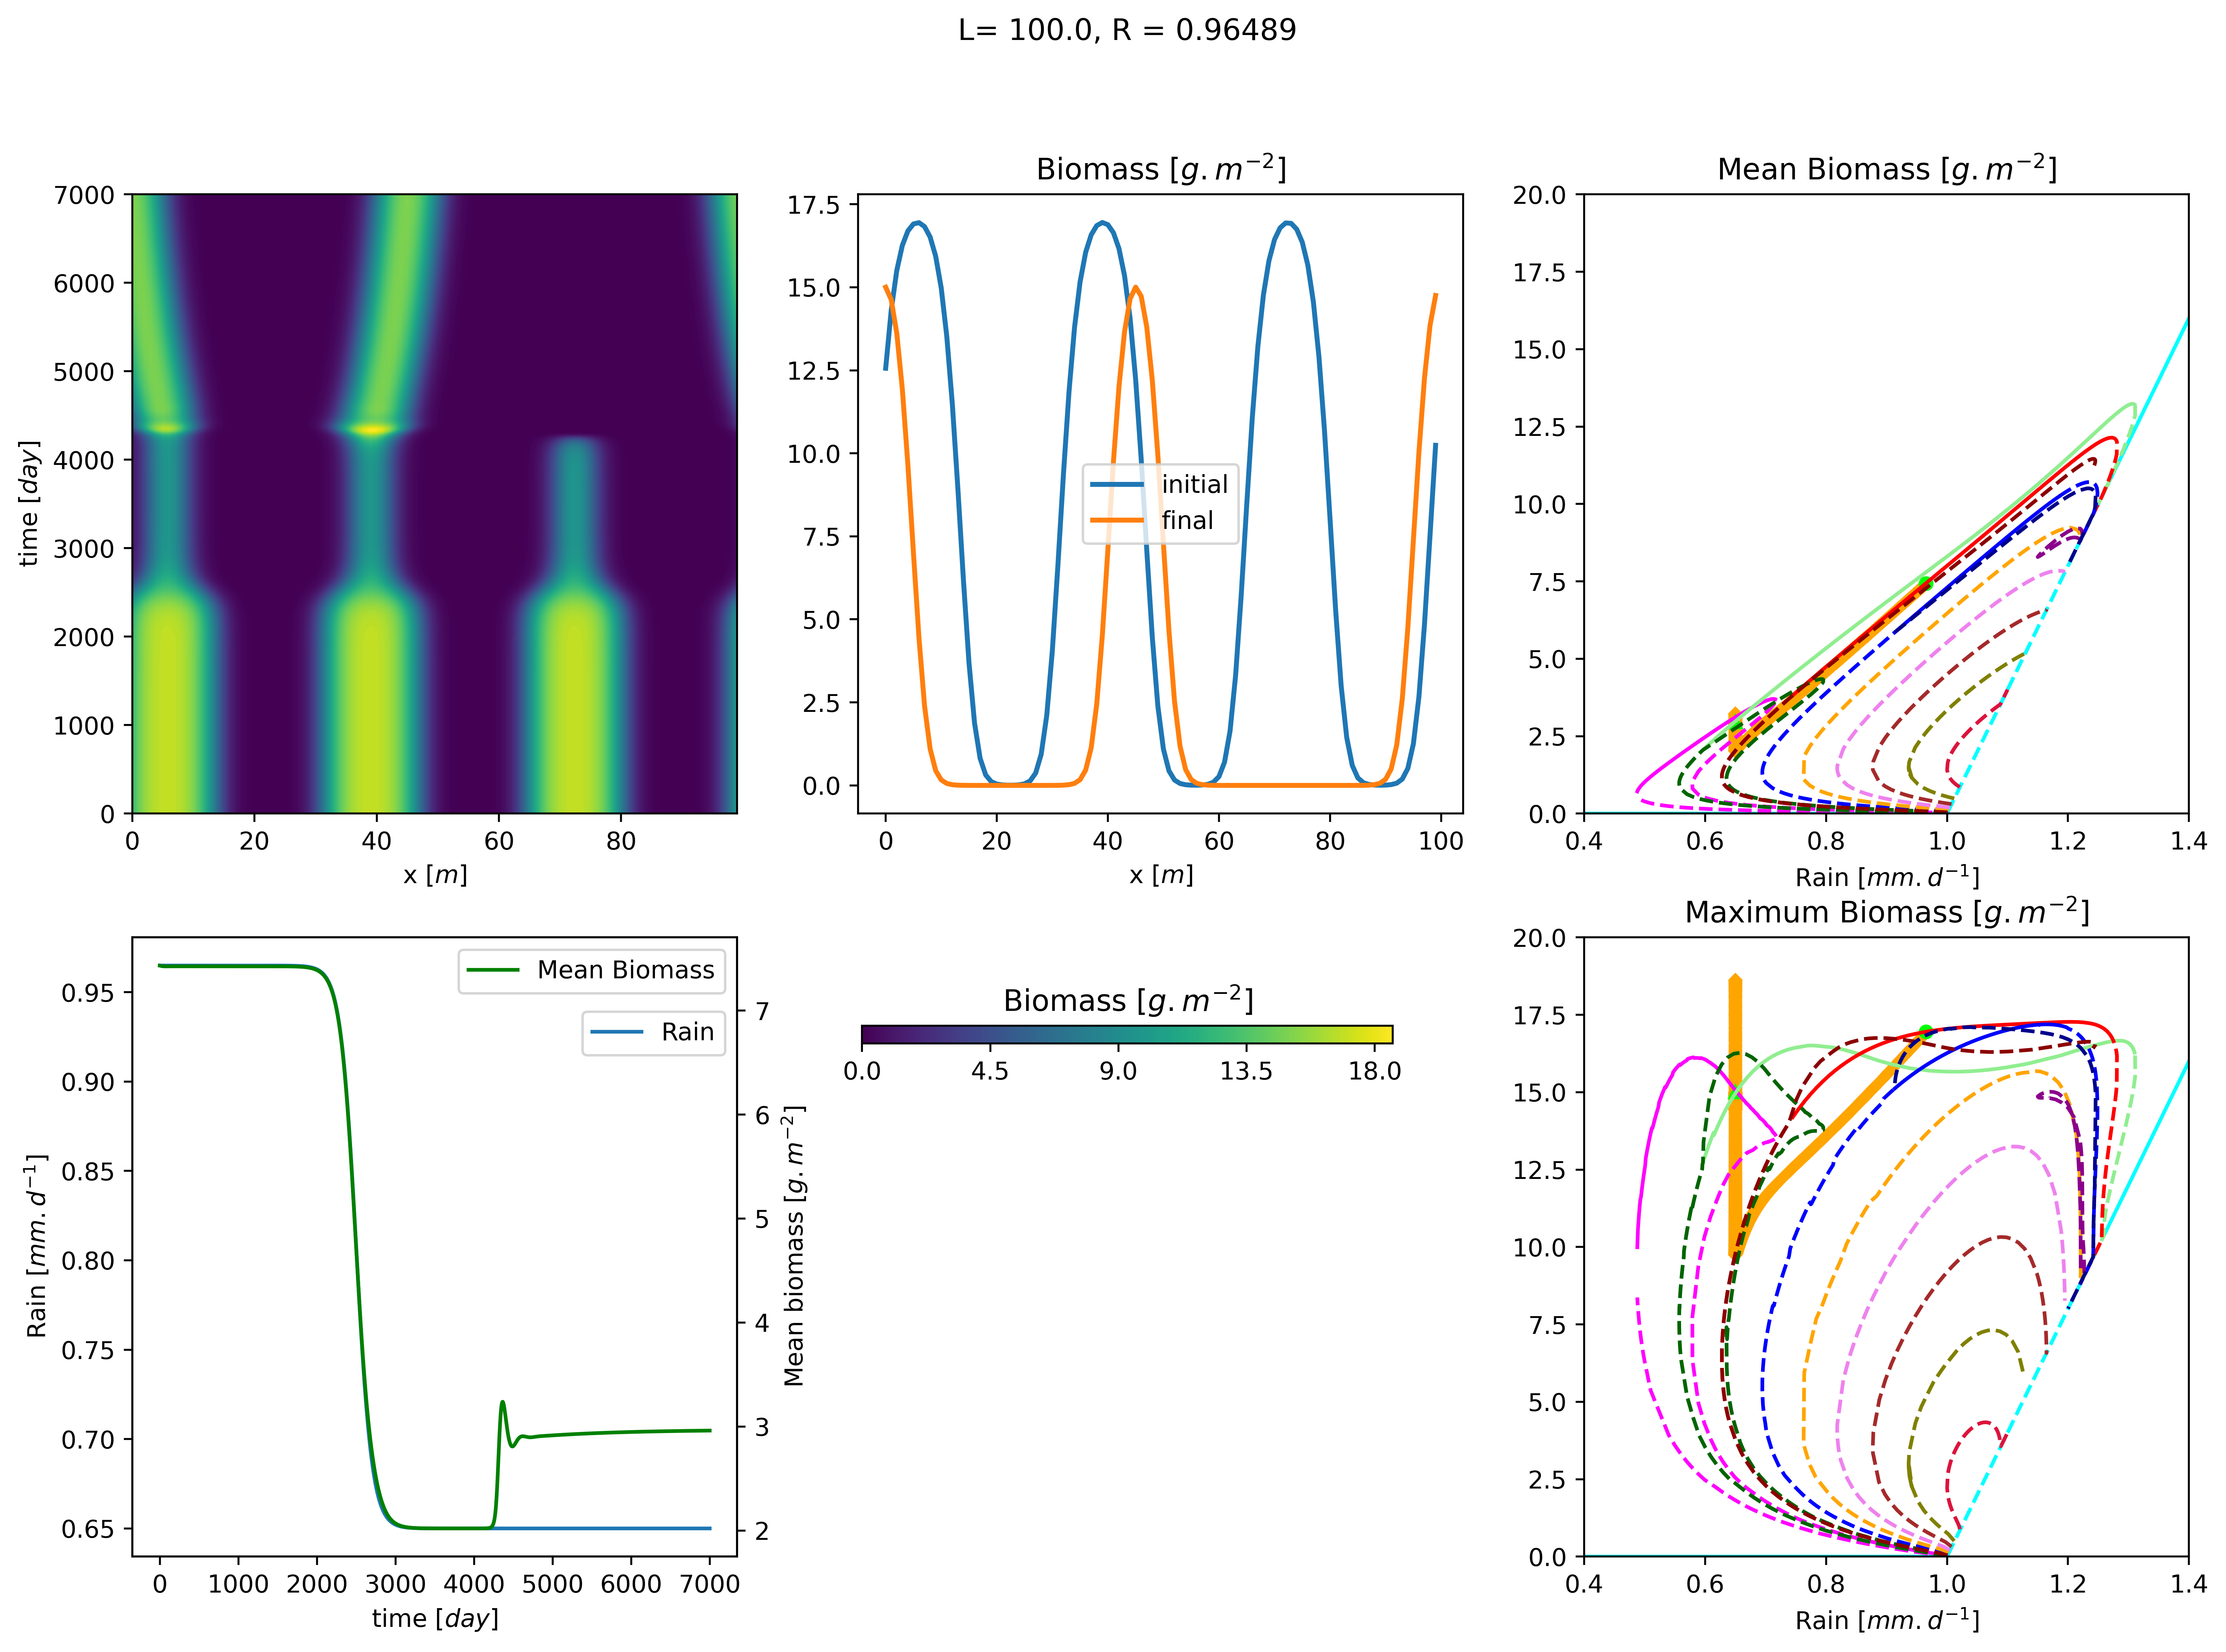 L= 100.0, R = 0.96489
7000
6000
5000
4000
3000
2000
1000
0
time [day]
0 20 40 60 80
x [m]
Biomass [g.m⁻²]
17.5
15.0
12.5
10.0
7.5
5.0
2.5
0.0
initial
final
0 20 40 60 80 100
x [m]
Mean Biomass [g.m⁻²]
20.0
17.5
15.0
12.5
10.0
7.5
5.0
2.5
0.0
0.4 0.6 0.8 1.0 1.2 1.4
Rain [mm.d⁻¹]
0.95
0.90
0.85
0.80
0.75
0.70
0.65
Rain [mm.d⁻¹]
Mean Biomass
Rain
7
6
5
4
3
2
Mean biomass [g.m⁻²]
0 1000 2000 3000 4000 5000 6000 7000
time [day]
Biomass [g.m⁻²]
0.0 4.5 9.0 13.5 18.0
Maximum Biomass [g.m⁻²]
20.0
17.5
15.0
12.5
10.0
7.5
5.0
2.5
0.0
0.4 0.6 0.8 1.0 1.2 1.4
Rain [mm.d⁻¹]